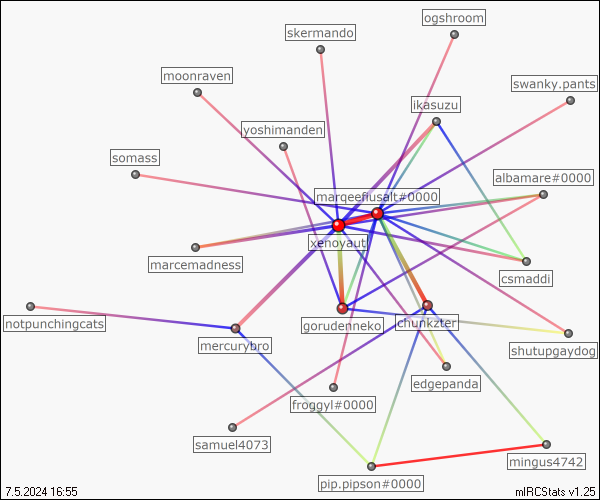 ogshroom
skermando
moonraven
swanky.pants
ikasuzu
yoshimanden
somass
albamare#0000
marqeefiusalt#0000
xenoyaut
marcemadness
csmaddi
notpunchingcats
gorudenneko
chunkzter
mercurybro
shutupgaydog
edgepanda
froggyl#0000
samuel4073
mingus4742
pip.pipson#0000
7.5.2024 16:55
mIRCStats v1.25